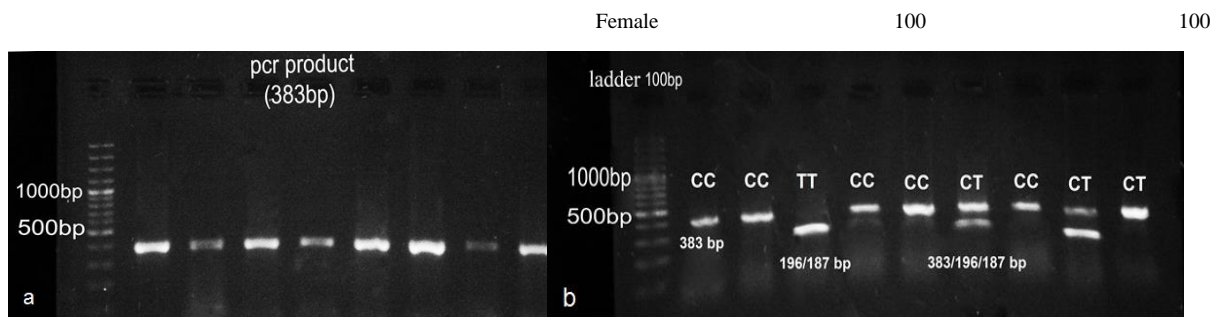 Female 100 100
pcr product
(383bp)
1000bp
500bp
a
ladder 100bp
1000bp
500bp
CC CC TT CC CC CT CC CT CT
383 bp
196/187 bp
383/196/187 bp
b